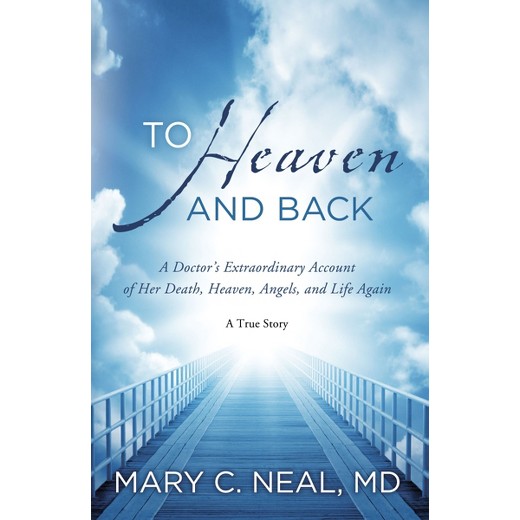 TO
Heaven
AND BACK
A Doctor's Extraordinary Account
of Her Death, Heaven, Angels, and Life Again
A True Story
MARY C. NEAL, MD